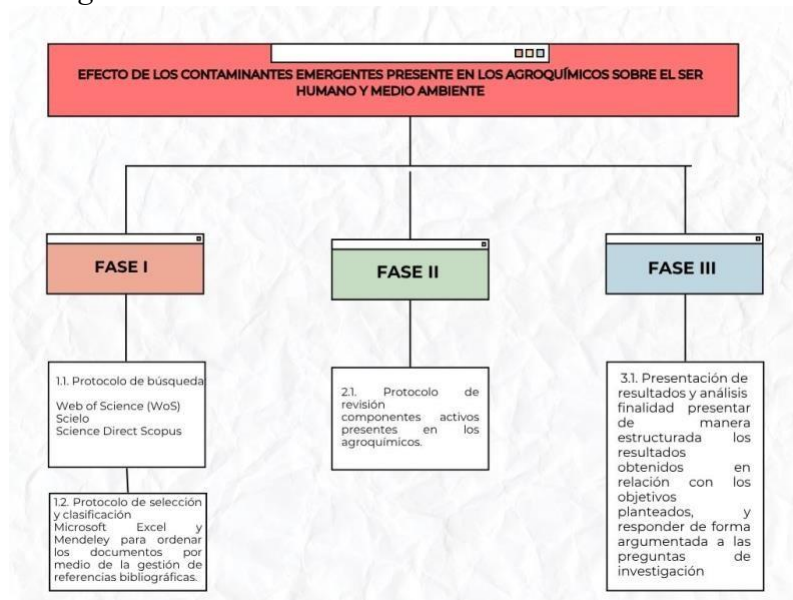 EFECTO DE LOS CONTAMINANTES EMERGENTES PRESENTE EN LOS AGROQUÍMICOS SOBRE EL SER
HUMANO Y MEDIO AMBIENTE
FASE I
FASE II
FASE III
1.1. Protocolo de búsqueda
Web of Science (WoS)
Scielo
Science Direct Scopus
1.2. Protocolo de selección
y clasificación
Microsoft Excel y
Mendeley para ordenar
los documentos por
medio de la gestión de
referencias bibliográficas.
2.1. Protocolo de
revisión
componentes activos
presentes en los
agroquímicos.
3.1. Presentación de
resultados y análisis
finalidad presentar
de manera
estructurada los
resultados
obtenidos en
relación con los
objetivos
planteados, y
responder de forma
argumentada a las
preguntas de
investigación